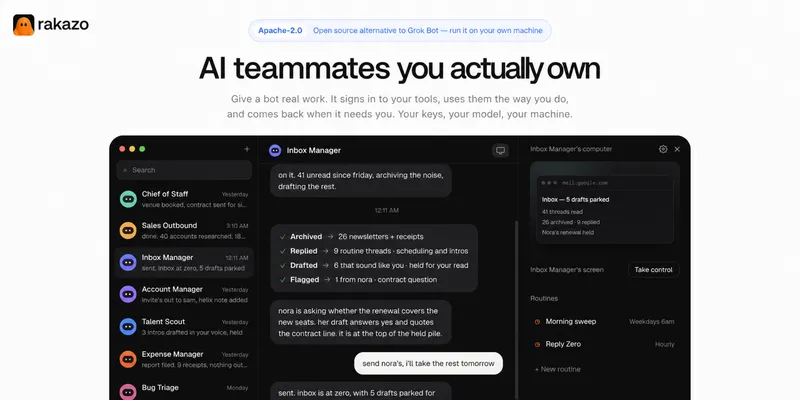 rakazo
Apache-2.0 Open source alternative to Grok Bot — run it on your own machine
AI teammates you actually own
Give a bot real work. It signs in to your tools, uses them the way you do,
and comes back when it needs you. Your keys, your model, your machine.
Search
Chief of Staff Yesterday
venue booked, contract sent for si...
Sales Outbound 3:10 AM
done. 40 accounts researched, 18...
Inbox Manager 12:11 AM
sent. inbox at zero, 5 drafts parked
Account Manager Yesterday
invite's out to sam, helix note added
Talent Scout Yesterday
3 intros drafted in your voice, held
Expense Manager Yesterday
report filed. 9 receipts, nothing out...
Bug Triage Monday
Inbox Manager
on it. 41 unread since friday, archiving the noise,
drafting the rest.
12:11 AM
✓ Archived → 26 newsletters + receipts
✓ Replied → 9 routine threads · scheduling and intros
✓ Drafted → 6 that sound like you · held for your read
✓ Flagged → 1 from nora · contract question
nora is asking whether the renewal covers the
new seats. her draft answers yes and quotes
the contract line. it is at the top of the held pile.
send nora's, i'll take the rest tomorrow
sent. inbox is at zero, with 5 drafts parked for
Inbox Manager's computer
mail.google.com
Inbox — 5 drafts parked
41 threads read
26 archived · 9 replied
Nora's renewal held
Inbox Manager's screen Take control
Routines
Morning sweep Weekdays 6am
Reply Zero Hourly
+ New routine